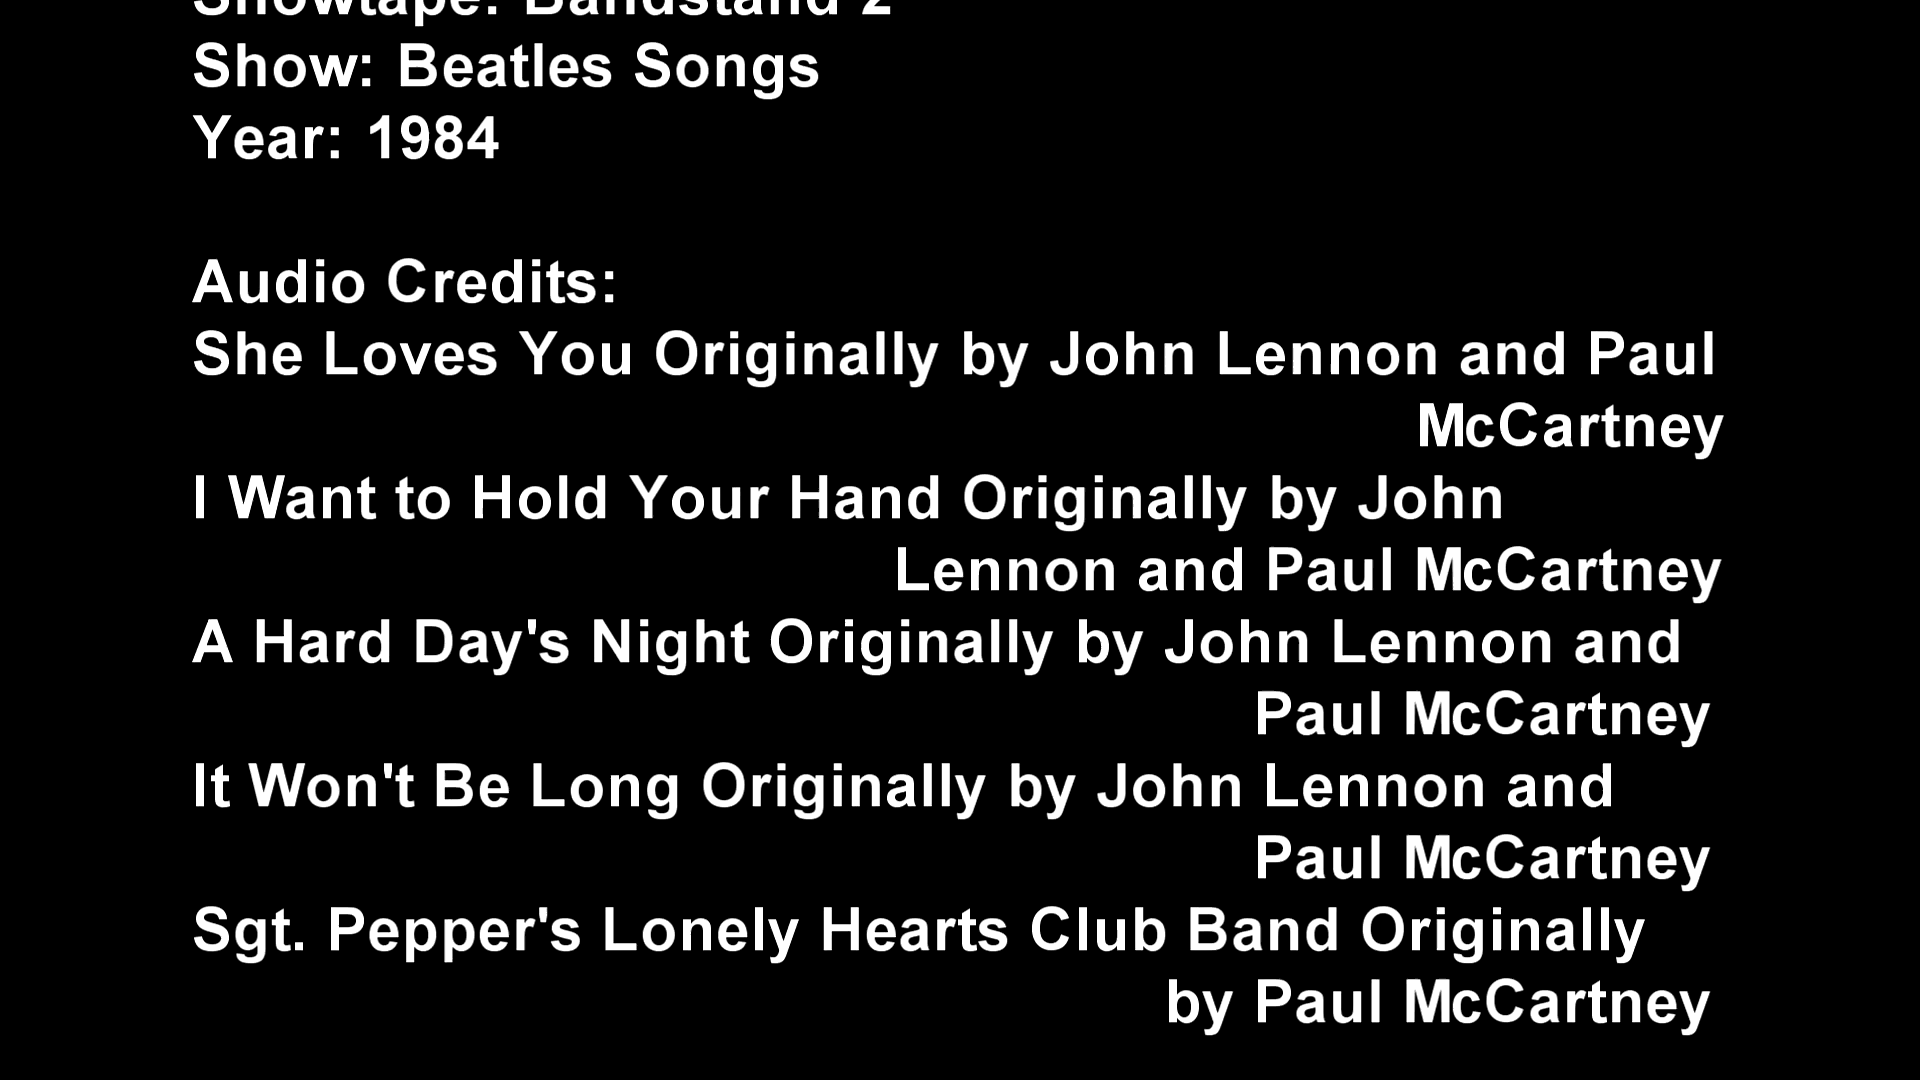 Showtape: Bandstand 2
Show: Beatles Songs
Year: 1984
Audio Credits:
She Loves You Originally by John Lennon and Paul
McCartney
I Want to Hold Your Hand Originally by John
Lennon and Paul McCartney
A Hard Day's Night Originally by John Lennon and
Paul McCartney
It Won't Be Long Originally by John Lennon and
Paul McCartney
Sgt. Pepper's Lonely Hearts Club Band Originally
by Paul McCartney